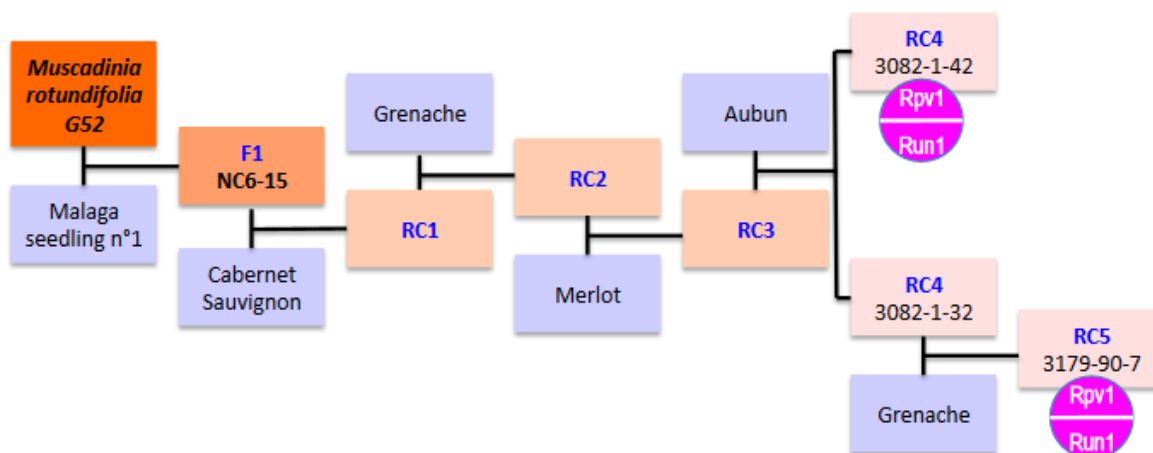 Muscadinia
rotundifolia
G52
Malaga
seedling n°1
F1
NC6-15
Cabernet
Sauvignon
Grenache
RC1
RC2
Merlot
Aubun
RC3
RC4
3082-1-42
Rpv1
Run1
RC4
3082-1-32
Grenache
RC5
3179-90-7
Rpv1
Run1